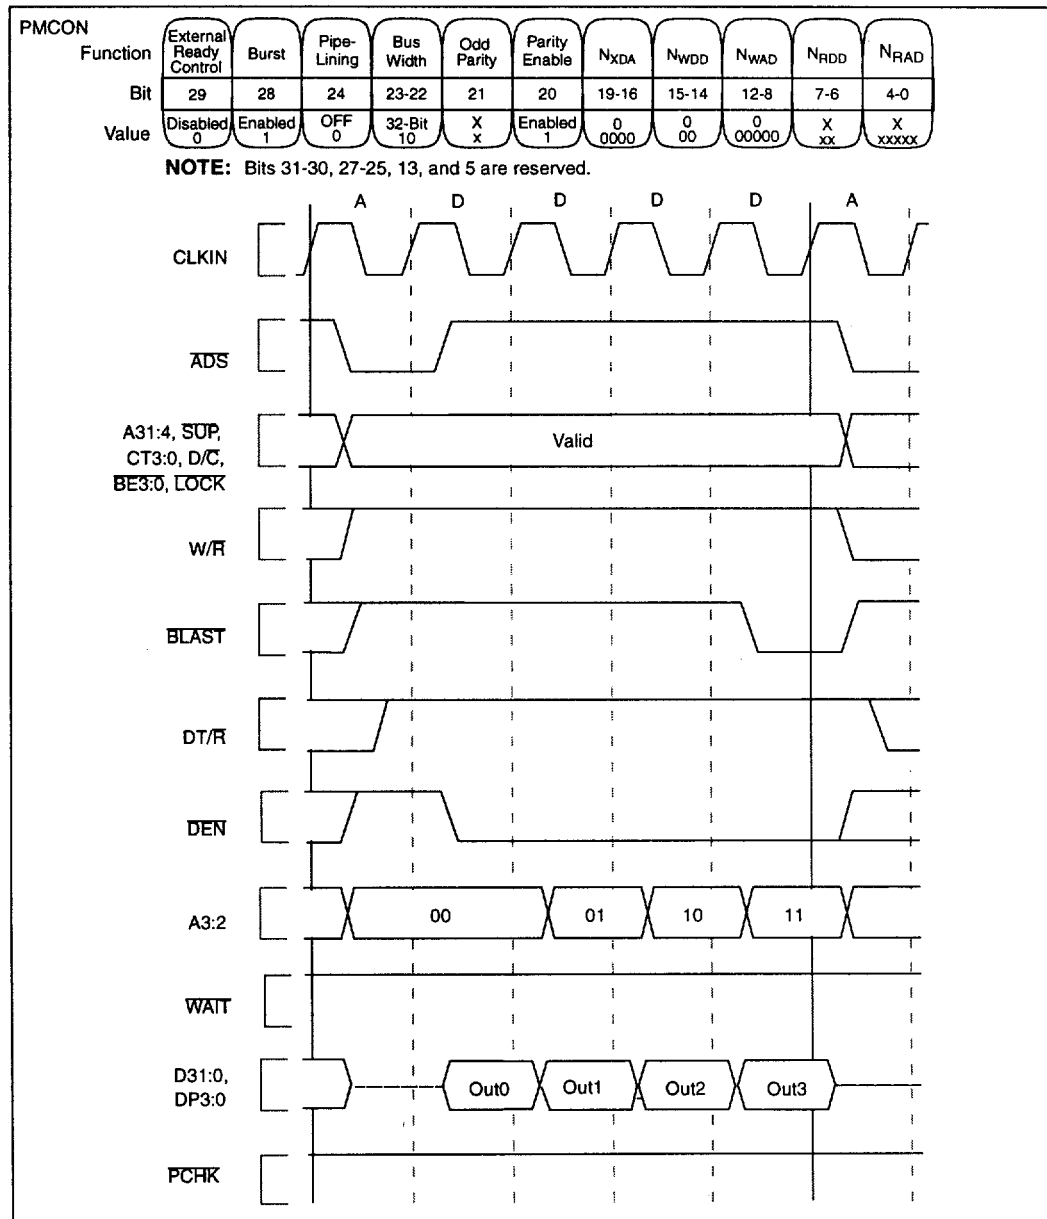 PMCON
Function
External Ready Control
Burst
Pipe-Lining
Bus Width
Odd Parity
Parity Enable
NXDA
NWDD
NWAD
NRDD
NRAD
Bit
29
28
24
23-22
21
20
19-16
15-14
12-8
7-6
4-0
Value
Disabled 0
Enabled 1
OFF 0
32-Bit 10
X x
Enabled 1
0 0000
0 00
0 00000
X xx
X xxxxx
NOTE: Bits 31-30, 27-25, 13, and 5 are reserved.
A D D D D A
CLKIN
ADS
A31:4, SUP,
CT3:0, D/C,
BE3:0, LOCK
Valid
W/R
BLAST
DT/R
DEN
A3:2
00 01 10 11
WAIT
D31:0,
DP3:0
Out0 Out1 Out2 Out3
PCHK